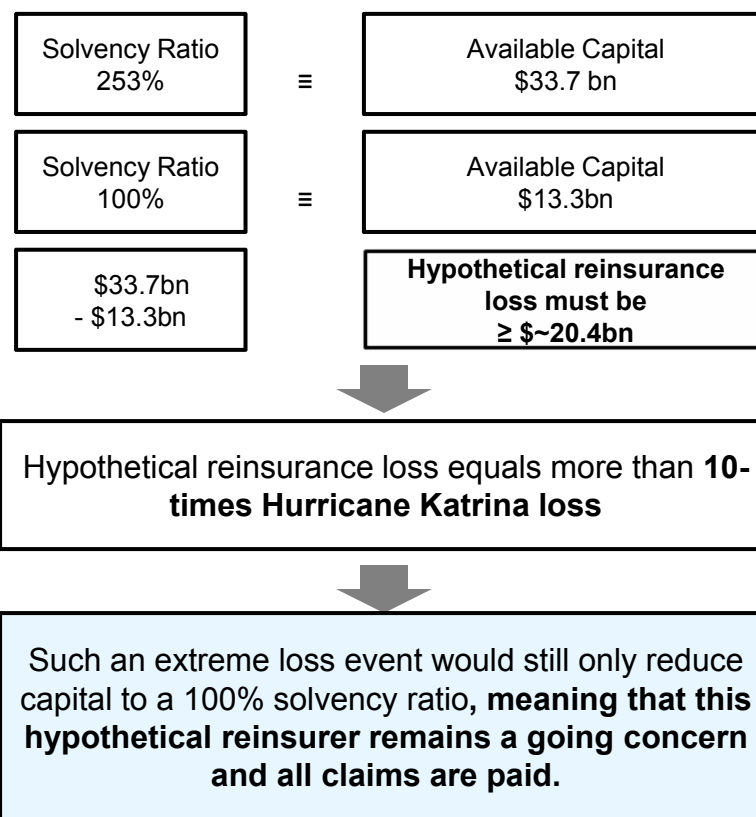 Solvency Ratio
253%
≡
Available Capital
$33.7 bn
Solvency Ratio
100%
≡
Available Capital
$13.3bn
$33.7bn
- $13.3bn
Hypothetical reinsurance
loss must be
≥ $~20.4bn
Hypothetical reinsurance loss equals more than 10-
times Hurricane Katrina loss
Such an extreme loss event would still only reduce
capital to a 100% solvency ratio, meaning that this
hypothetical reinsurer remains a going concern
and all claims are paid.